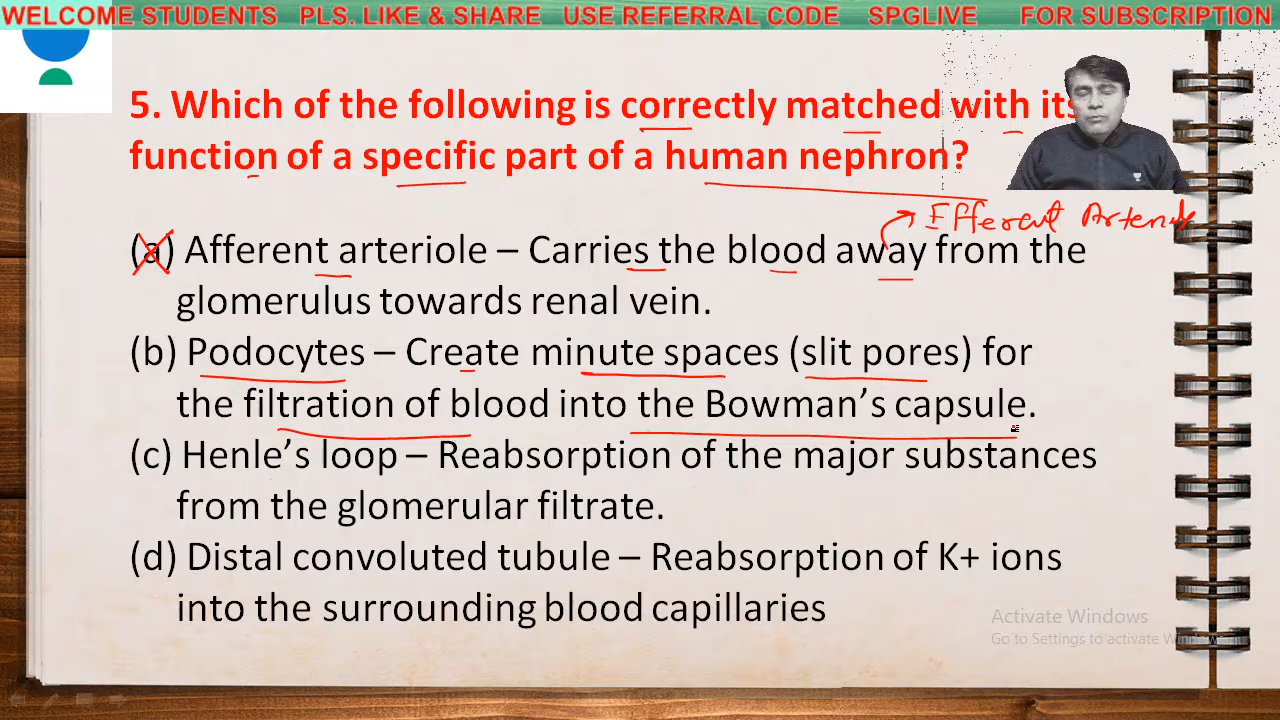 WELCOME STUDENTS PLS. LIKE & SHARE USE REFERRAL CODE SPGLIVE FOR SUBSCRIPTION
5. Which of the following is correctly matched with its
function of a specific part of a human nephron?
Efferent Arteriole
(a) Afferent arteriole – Carries the blood away from the
glomerulus towards renal vein.
(b) Podocytes – Create minute spaces (slit pores) for
the filtration of blood into the Bowman’s capsule.
(c) Henle’s loop – Reabsorption of the major substances
from the glomerular filtrate.
(d) Distal convoluted tubule – Reabsorption of K+ ions
into the surrounding blood capillaries
Activate Windows
Go to Settings to activate Windows